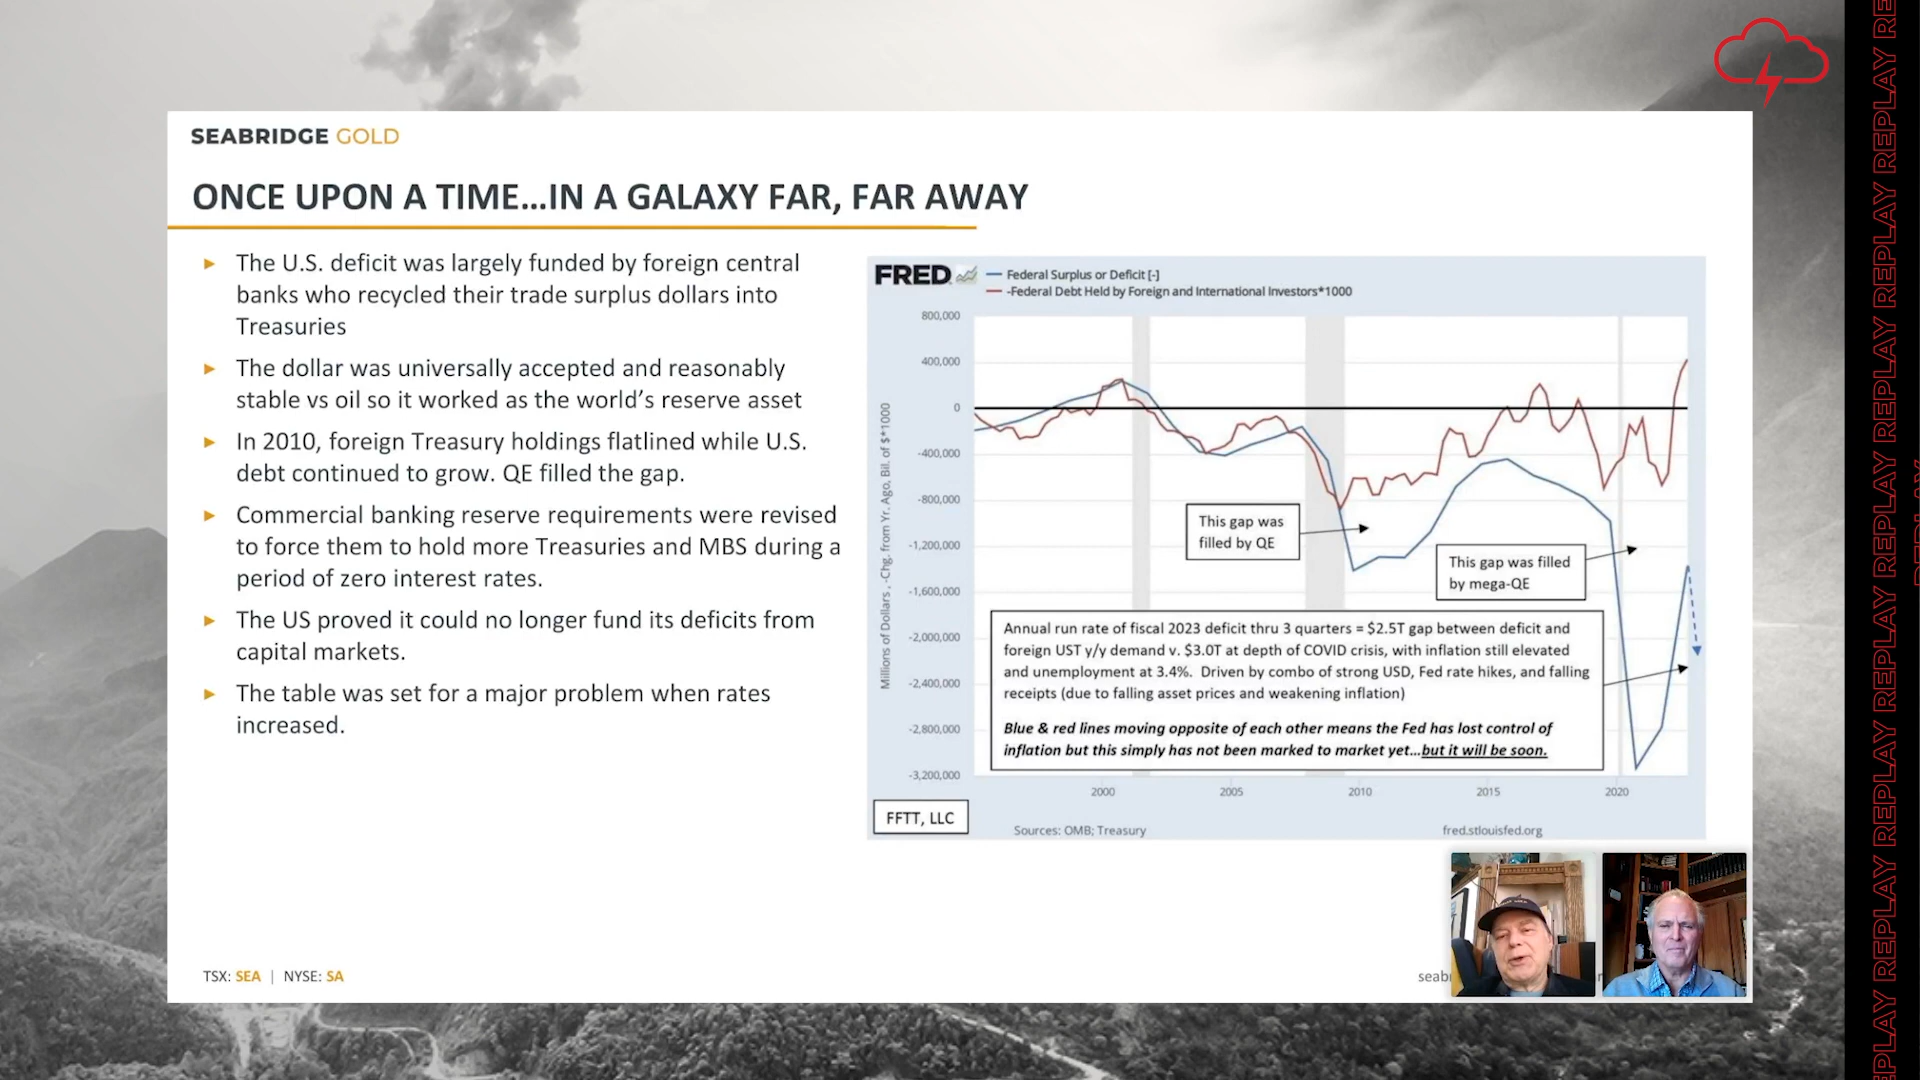 SEABRIDGE GOLD
ONCE UPON A TIME...IN A GALAXY FAR, FAR AWAY
► The U.S. deficit was largely funded by foreign central
banks who recycled their trade surplus dollars into
Treasuries
► The dollar was universally accepted and reasonably
stable vs oil so it worked as the world's reserve asset
► In 2010, foreign Treasury holdings flatlined while U.S.
debt continued to grow. QE filled the gap.
► Commercial banking reserve requirements were revised
to force them to hold more Treasuries and MBS during a
period of zero interest rates.
► The US proved it could no longer fund its deficits from
capital markets.
► The table was set for a major problem when rates
increased.
FRED
Federal Surplus or Deficit [-]
-Federal Debt Held by Foreign and International Investors*1000
Millions of Dollars , -Chg. from Yr. Ago, Bil. of $*1000
800,000
400,000
0
-400,000
-800,000
-1,200,000
-1,600,000
-2,000,000
-2,400,000
-2,800,000
-3,200,000
This gap was
filled by QE
This gap was filled
by mega-QE
Annual run rate of fiscal 2023 deficit thru 3 quarters = $2.5T gap between deficit and
foreign UST y/y demand v. $3.0T at depth of COVID crisis, with inflation still elevated
and unemployment at 3.4%. Driven by combo of strong USD, Fed rate hikes, and falling
receipts (due to falling asset prices and weakening inflation)
Blue & red lines moving opposite of each other means the Fed has lost control of
inflation but this simply has not been marked to market yet...but it will be soon.
2000
2005
2010
2015
2020
FFTT, LLC
Sources: OMB; Treasury
fred.stlouisfed.org
TSX: SEA | NYSE: SA
seab
REPLAY REPLAY REPLAY REPLAY REPLAY REPLAY REPLAY REPLAY RE